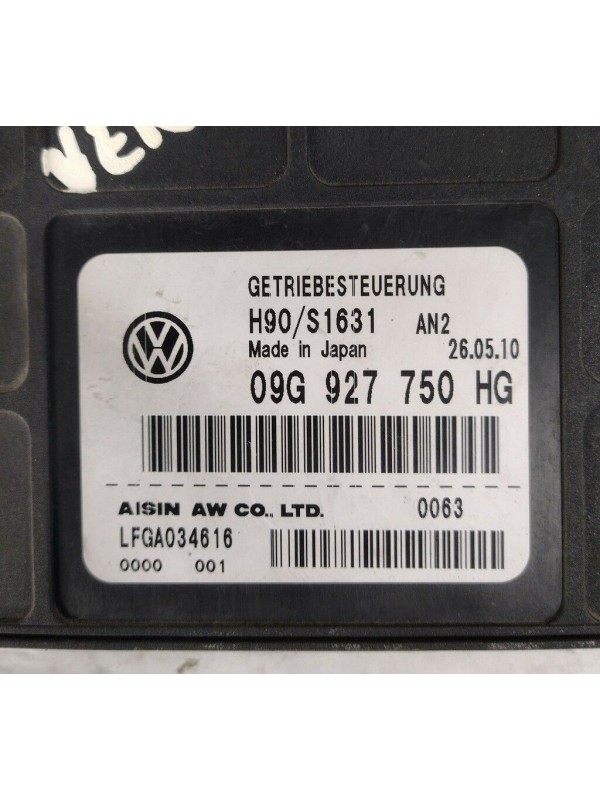 GETRIEBESTEUERUNG
H90/S1631 AN2
Made in Japan 26.05.10
09G 927 750 HG
AISIN AW CO., LTD. 0063
LFGA034616
0000 001